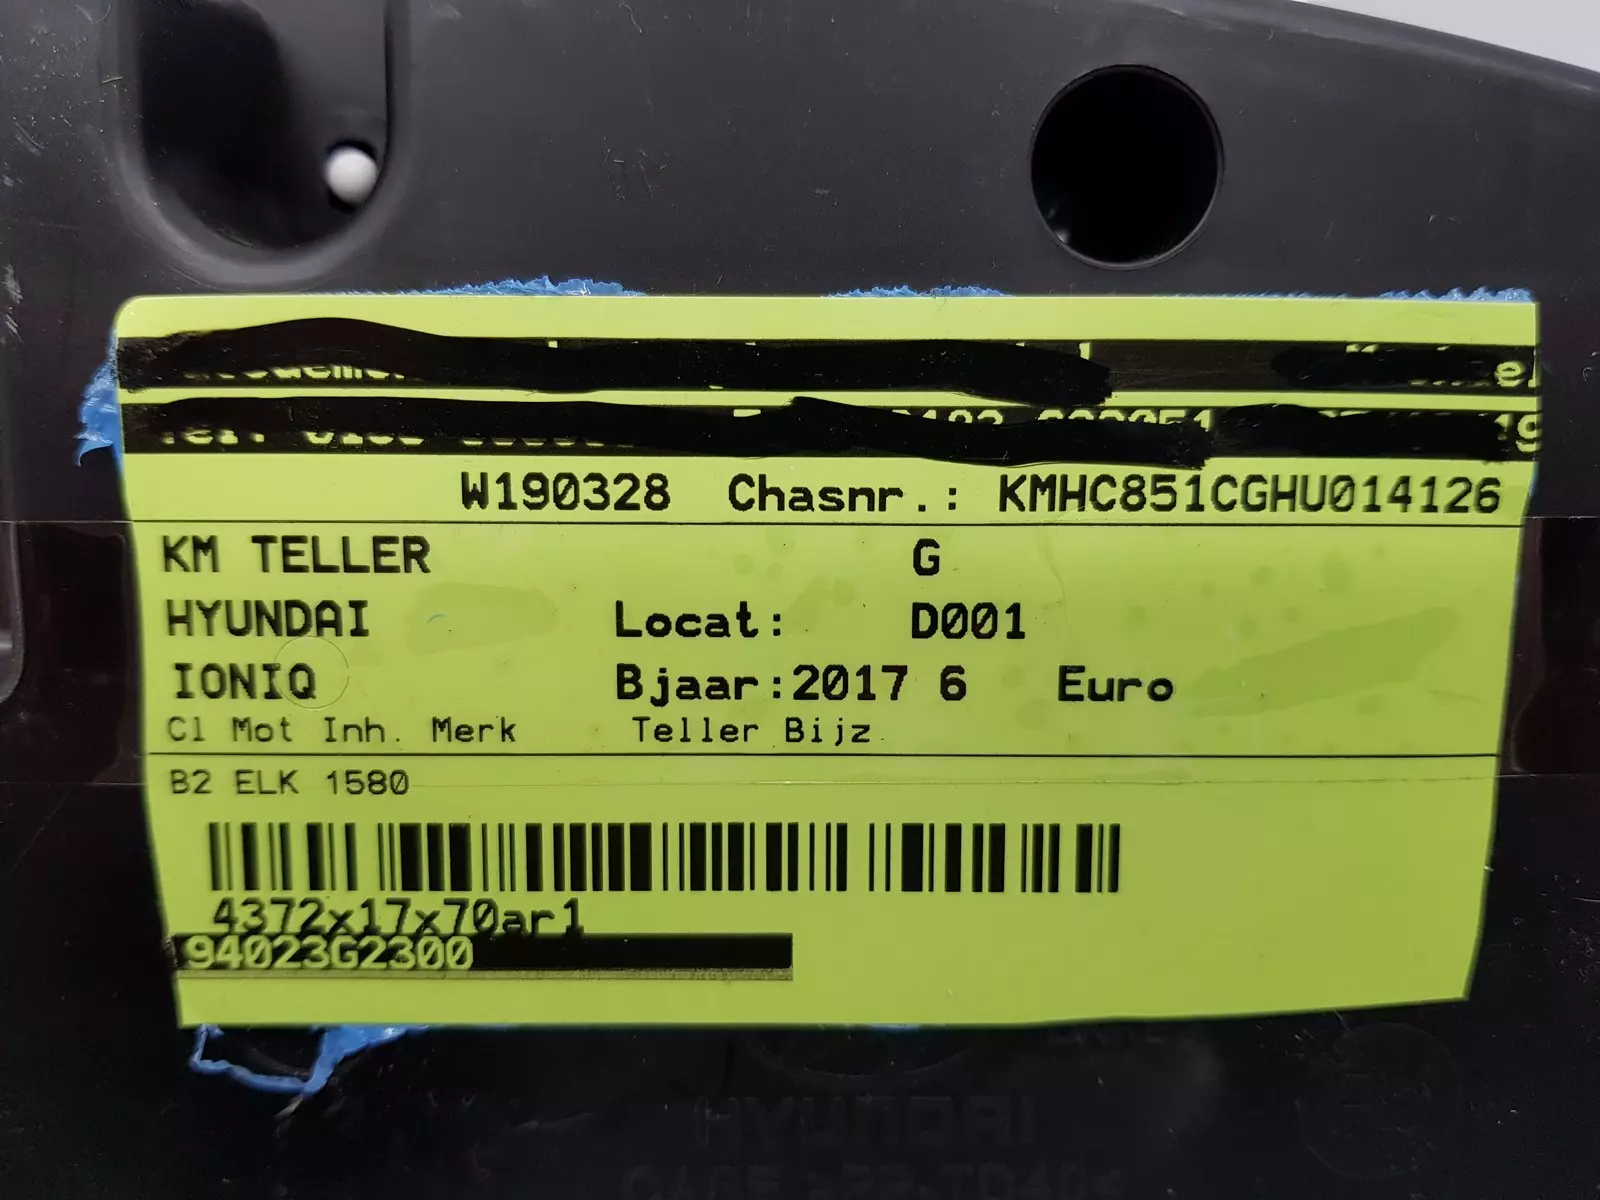 W190328 Chasnr.: KMHC851CGHU014126
KM TELLER G
HYUNDAI Locat: D001
IONIQ Bjaar:2017 6 Euro
Cl Mot Inh. Merk Teller Bijz
B2 ELK 1580
4372x17x70ar1
94023G2300
HYUNDAI